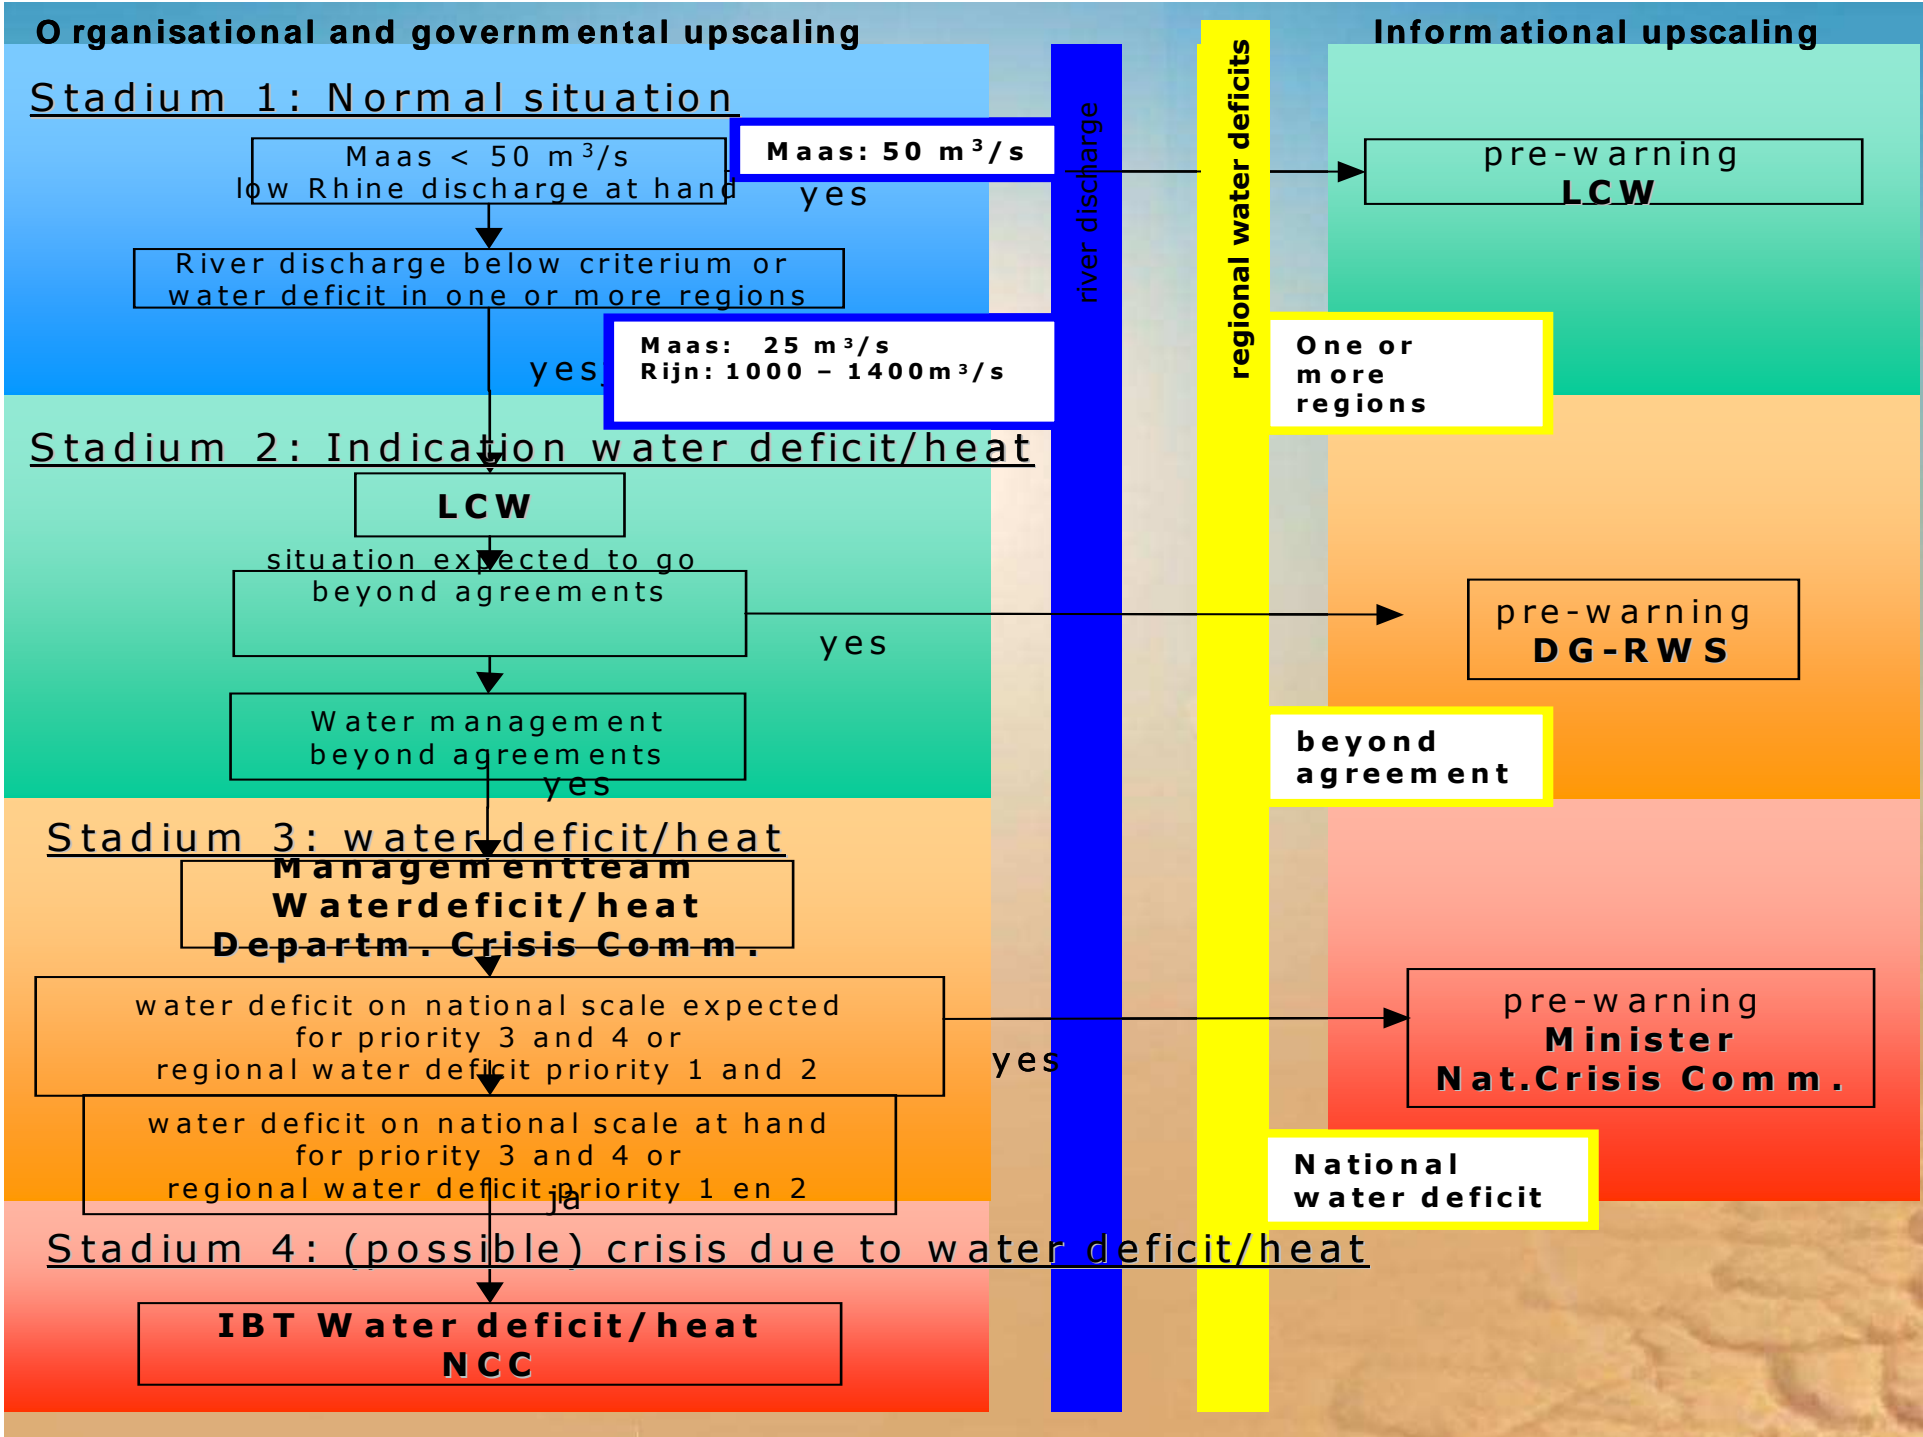 Organisational and governmental upscaling
Informational upscaling
Stadium 1: Normal situation
Maas < 50 m³/s
low Rhine discharge at hand
Maas: 50 m³/s
yes
river discharge
regional water deficits
pre-warning
LCW
River discharge below criterium or
water deficit in one or more regions
yes
Maas: 25 m³/s
Rijn: 1000 – 1400m³/s
One or
more
regions
Stadium 2: Indication water deficit/heat
LCW
situation expected to go
beyond agreements
yes
pre-warning
DG-RWS
Water management
beyond agreements
yes
beyond
agreement
Stadium 3: water deficit/heat
Managementteam
Waterdeficit/heat
Departm. Crisis Comm.
water deficit on national scale expected
for priority 3 and 4 or
regional water deficit priority 1 and 2
yes
pre-warning
Minister
Nat.Crisis Comm.
water deficit on national scale at hand
for priority 3 and 4 or
regional water deficit priority 1 en 2
ja
National
water deficit
Stadium 4: (possible) crisis due to water deficit/heat
IBT Water deficit/heat
NCC